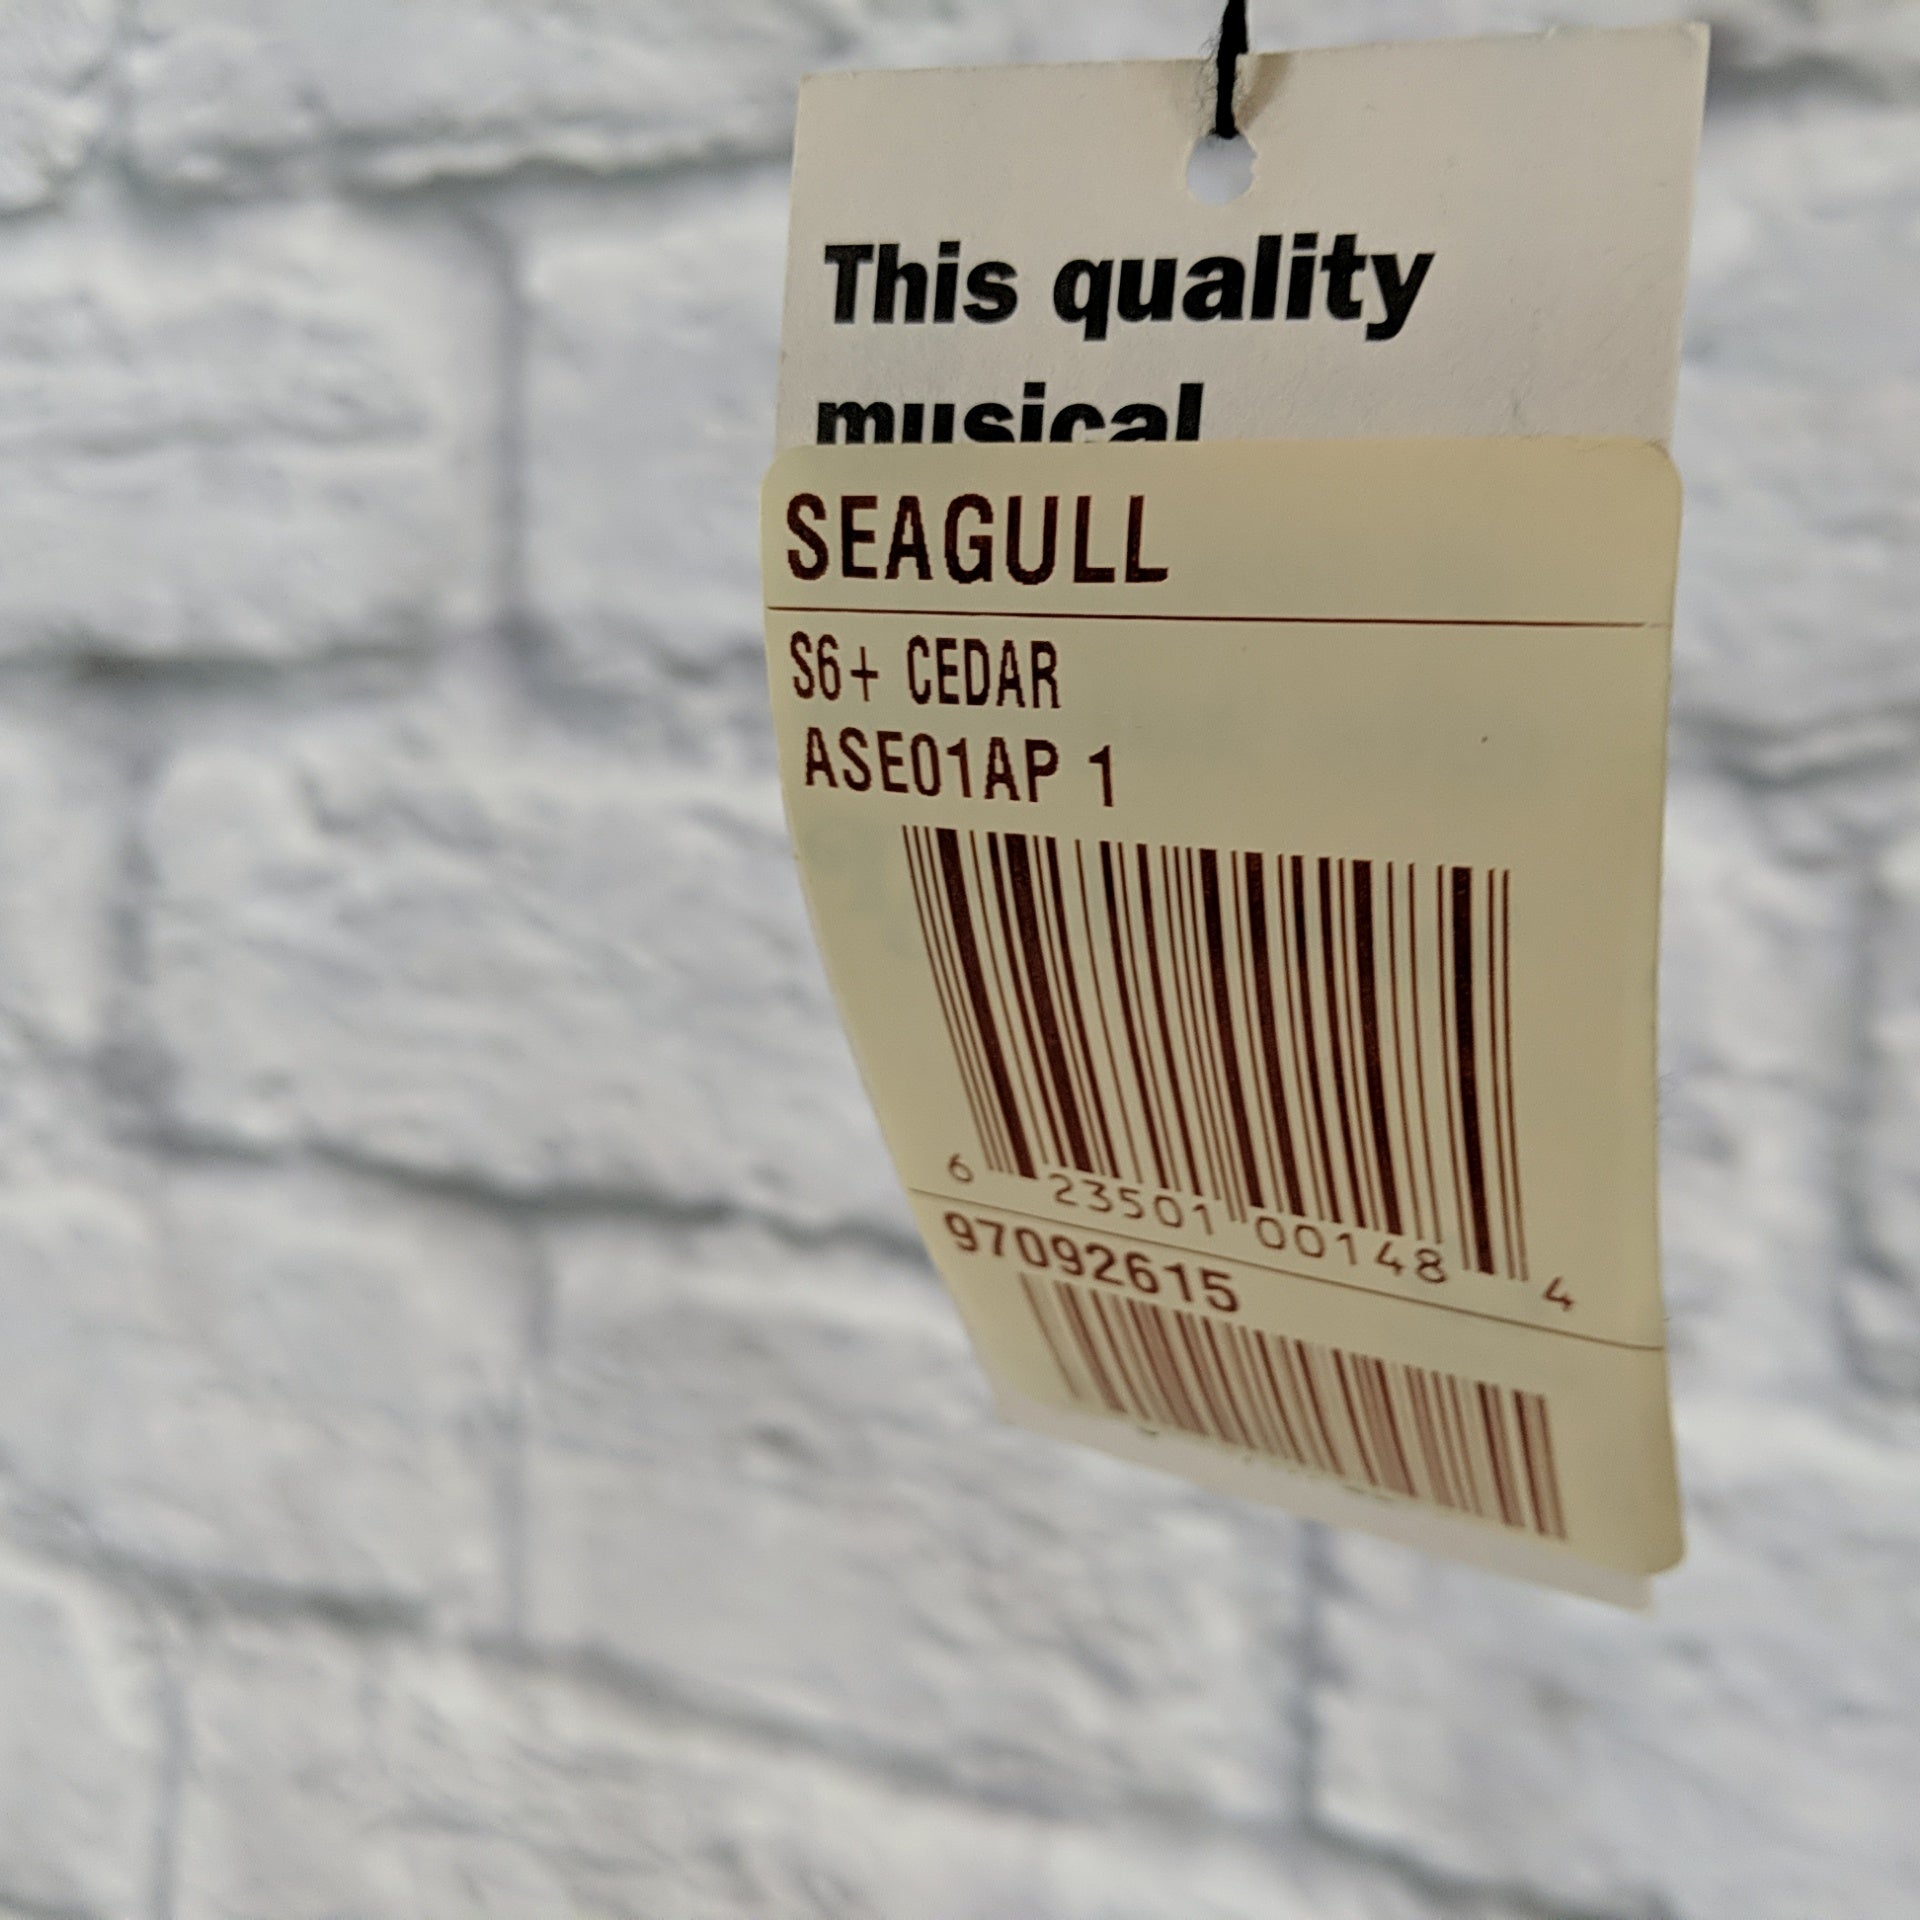 This quality
musical
SEAGULL
S6+ CEDAR
ASE01AP 1
6 23501 00148 4
97092615